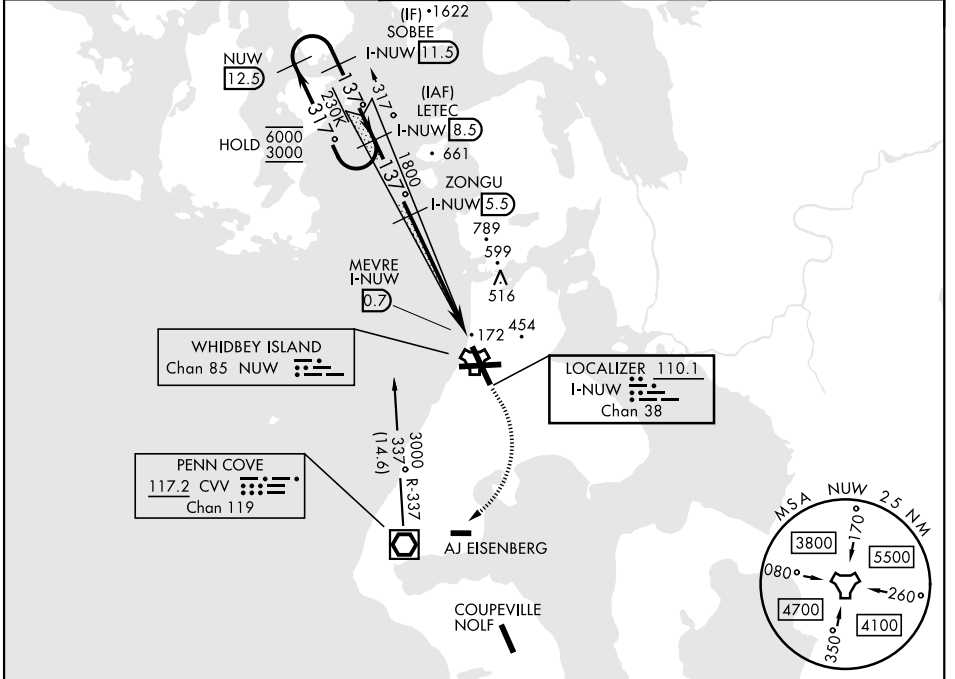 (IF)
1622
SOBEE
I-NUW 11.5
NUW
12.5
137°
317°
230K
317°
HOLD 6000
3000
(IAF)
LETEC
I-NUW 8.5
661
1800
137°
ZONGU
I-NUW 5.5
789
599
516
MEVRE
I-NUW
0.7
172
454
WHIDBEY ISLAND
Chan 85 NUW
LOCALIZER 110.1
I-NUW
Chan 38
3000
337°
(14.6)
R-337
PENN COVE
117.2 CVV
Chan 119
AJ EISENBERG
COUPEVILLE
NOLF
MSA NUW 25 NM
170°
3800
5500
080°
260°
4700
4100
350°